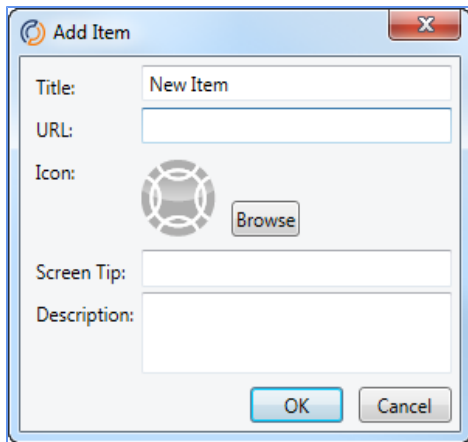 Add Item
Title: New Item
URL:
Icon:
Browse
Screen Tip:
Description:
OK Cancel